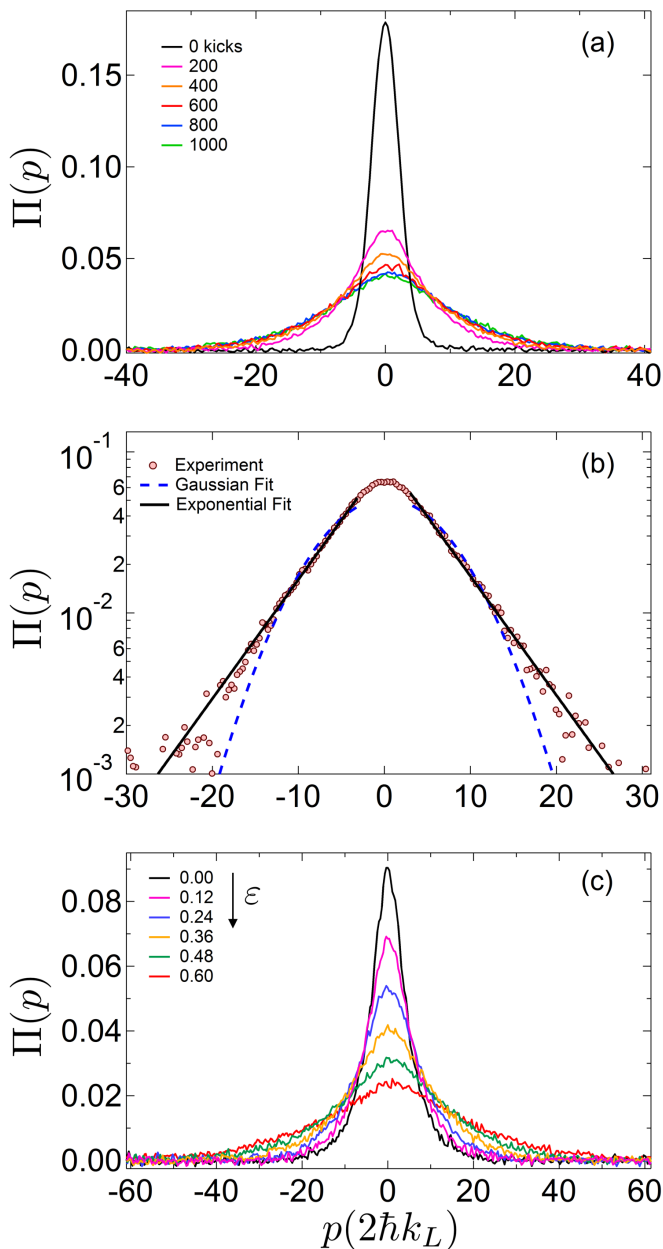 (a)
0 kicks
200
400
600
800
1000
0.15
0.10
0.05
0.00
Π(p)
-40 -20 0 20 40
(b)
Experiment
Gaussian Fit
Exponential Fit
10⁻¹
6
4
2
10⁻²
6
4
2
10⁻³
Π(p)
-30 -20 -10 0 10 20 30
(c)
0.00
0.12
0.24
0.36
0.48
0.60
ε
0.08
0.06
0.04
0.02
0.00
Π(p)
-60 -40 -20 0 20 40 60
p(2ħk_L)